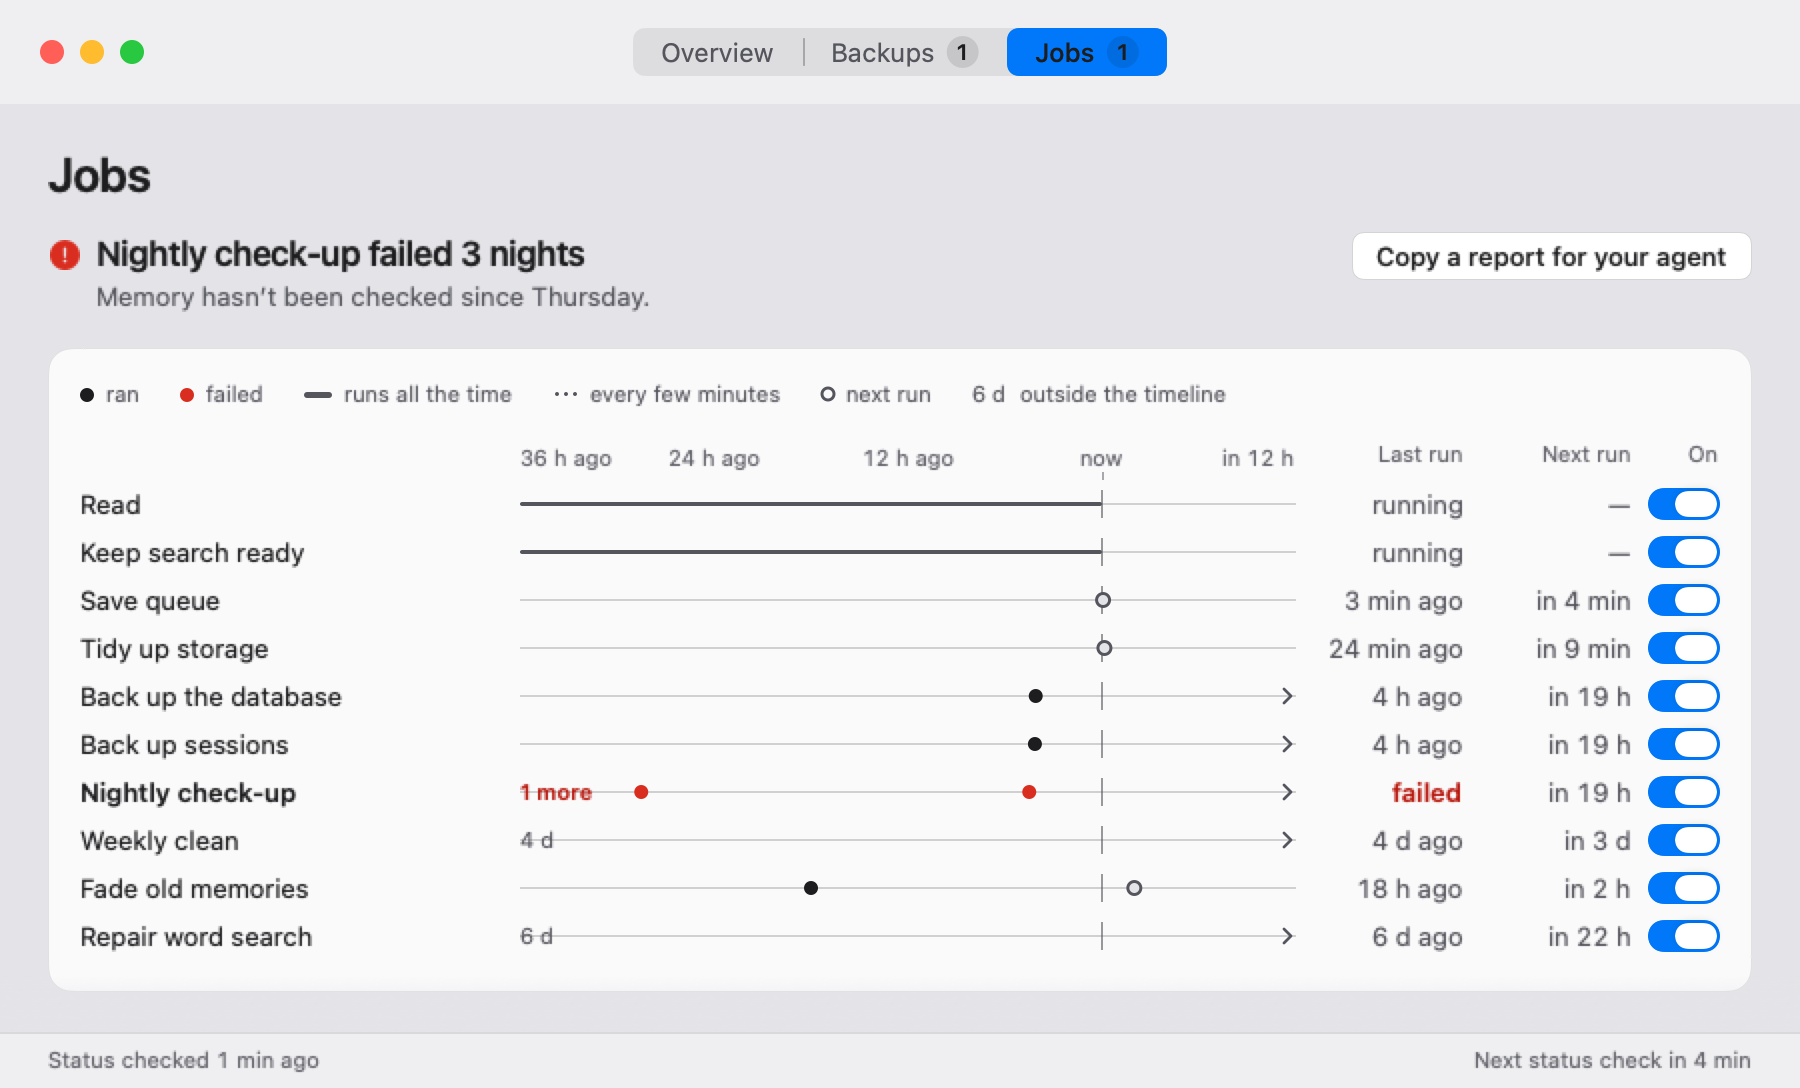 Overview Backups 1 Jobs 1
Jobs
Nightly check-up failed 3 nights
Copy a report for your agent
Memory hasn't been checked since Thursday.
ran failed runs all the time every few minutes next run 6 d outside the timeline
36 h ago 24 h ago 12 h ago now in 12 h Last run Next run On
Read running —
Keep search ready running —
Save queue 3 min ago in 4 min
Tidy up storage 24 min ago in 9 min
Back up the database 4 h ago in 19 h
Back up sessions 4 h ago in 19 h
Nightly check-up 1 more failed in 19 h
Weekly clean 4 d 4 d ago in 3 d
Fade old memories 18 h ago in 2 h
Repair word search 6 d 6 d ago in 22 h
Status checked 1 min ago Next status check in 4 min